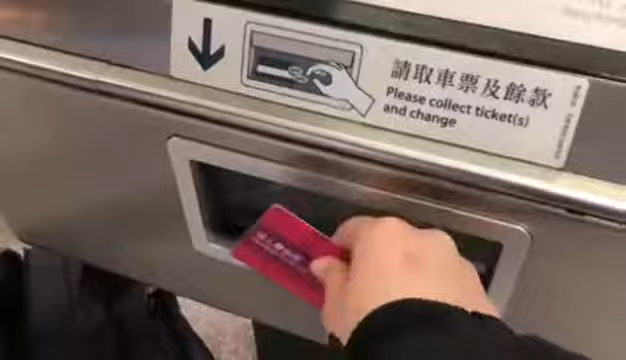 請取車票及餘款
Please collect ticket(s)
and change